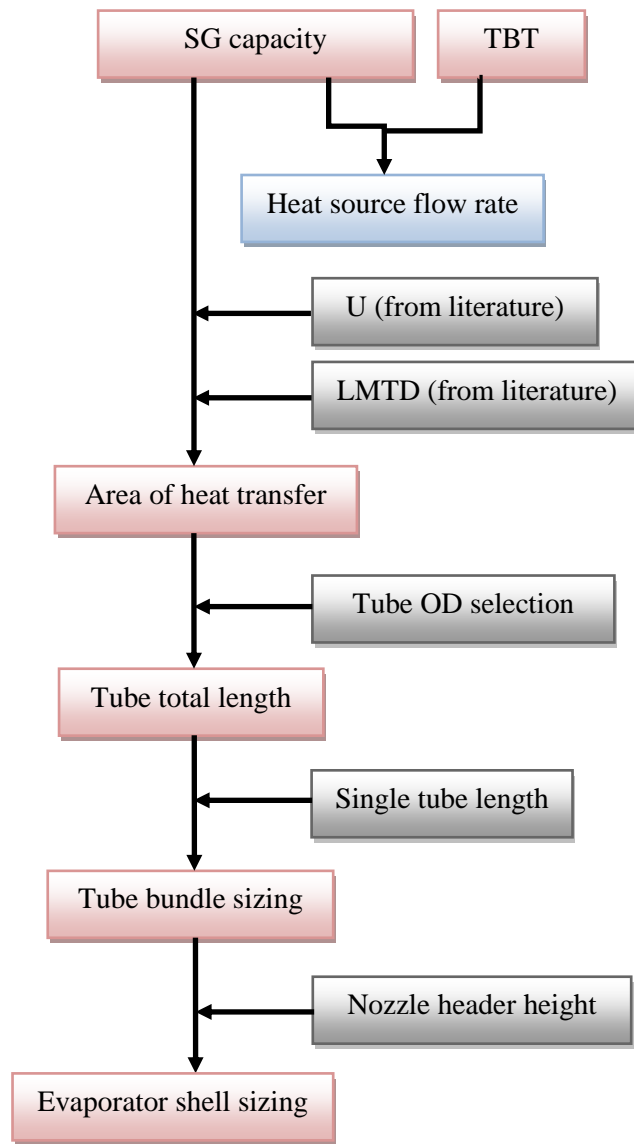 SG capacity
TBT
Heat source flow rate
U (from literature)
LMTD (from literature)
Area of heat transfer
Tube OD selection
Tube total length
Single tube length
Tube bundle sizing
Nozzle header height
Evaporator shell sizing